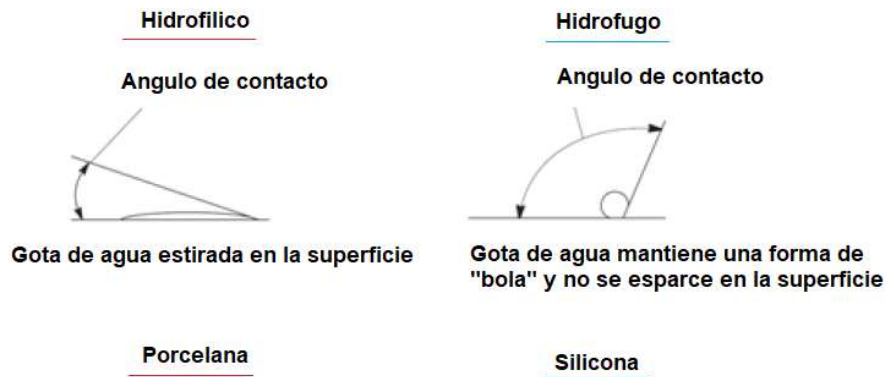 Hidrofilico
Hidrofugo
Angulo de contacto
Angulo de contacto
Gota de agua estirada en la superficie
Gota de agua mantiene una forma de
"bola" y no se esparce en la superficie
Porcelana
Silicona